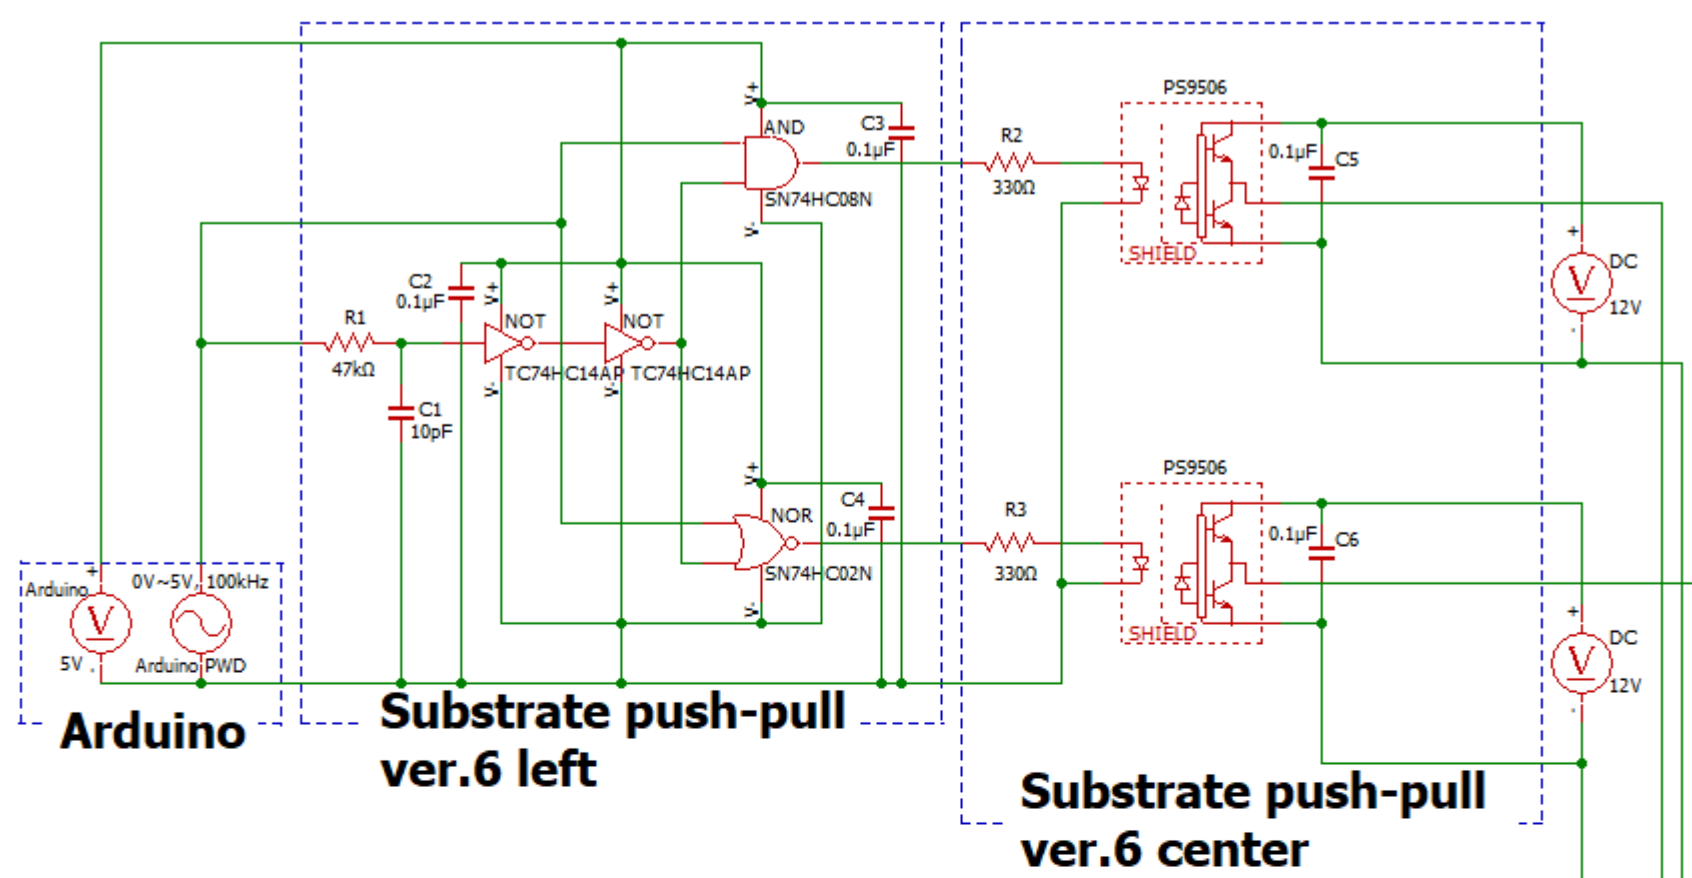 PS9506
AND
C3
0.1µF
R2
330Ω
0.1µF
C5
SN74HC08N
V+
V-
SHIELD
+
DC
12V
-
C2
0.1µF
V+
V+
NOT
NOT
R1
47kΩ
TC74HC14AP
TC74HC14AP
V-
V-
C1
10pF
PS9506
V+
C4
0.1µF
NOR
R3
330Ω
0.1µF
C6
SN74HC02N
V-
SHIELD
+
DC
12V
-
+
Arduino
V
5V
-
0V~5V, 100kHz
Arduino PWD
V
V
Arduino
Substrate push-pull
ver.6 left
Substrate push-pull
ver.6 center